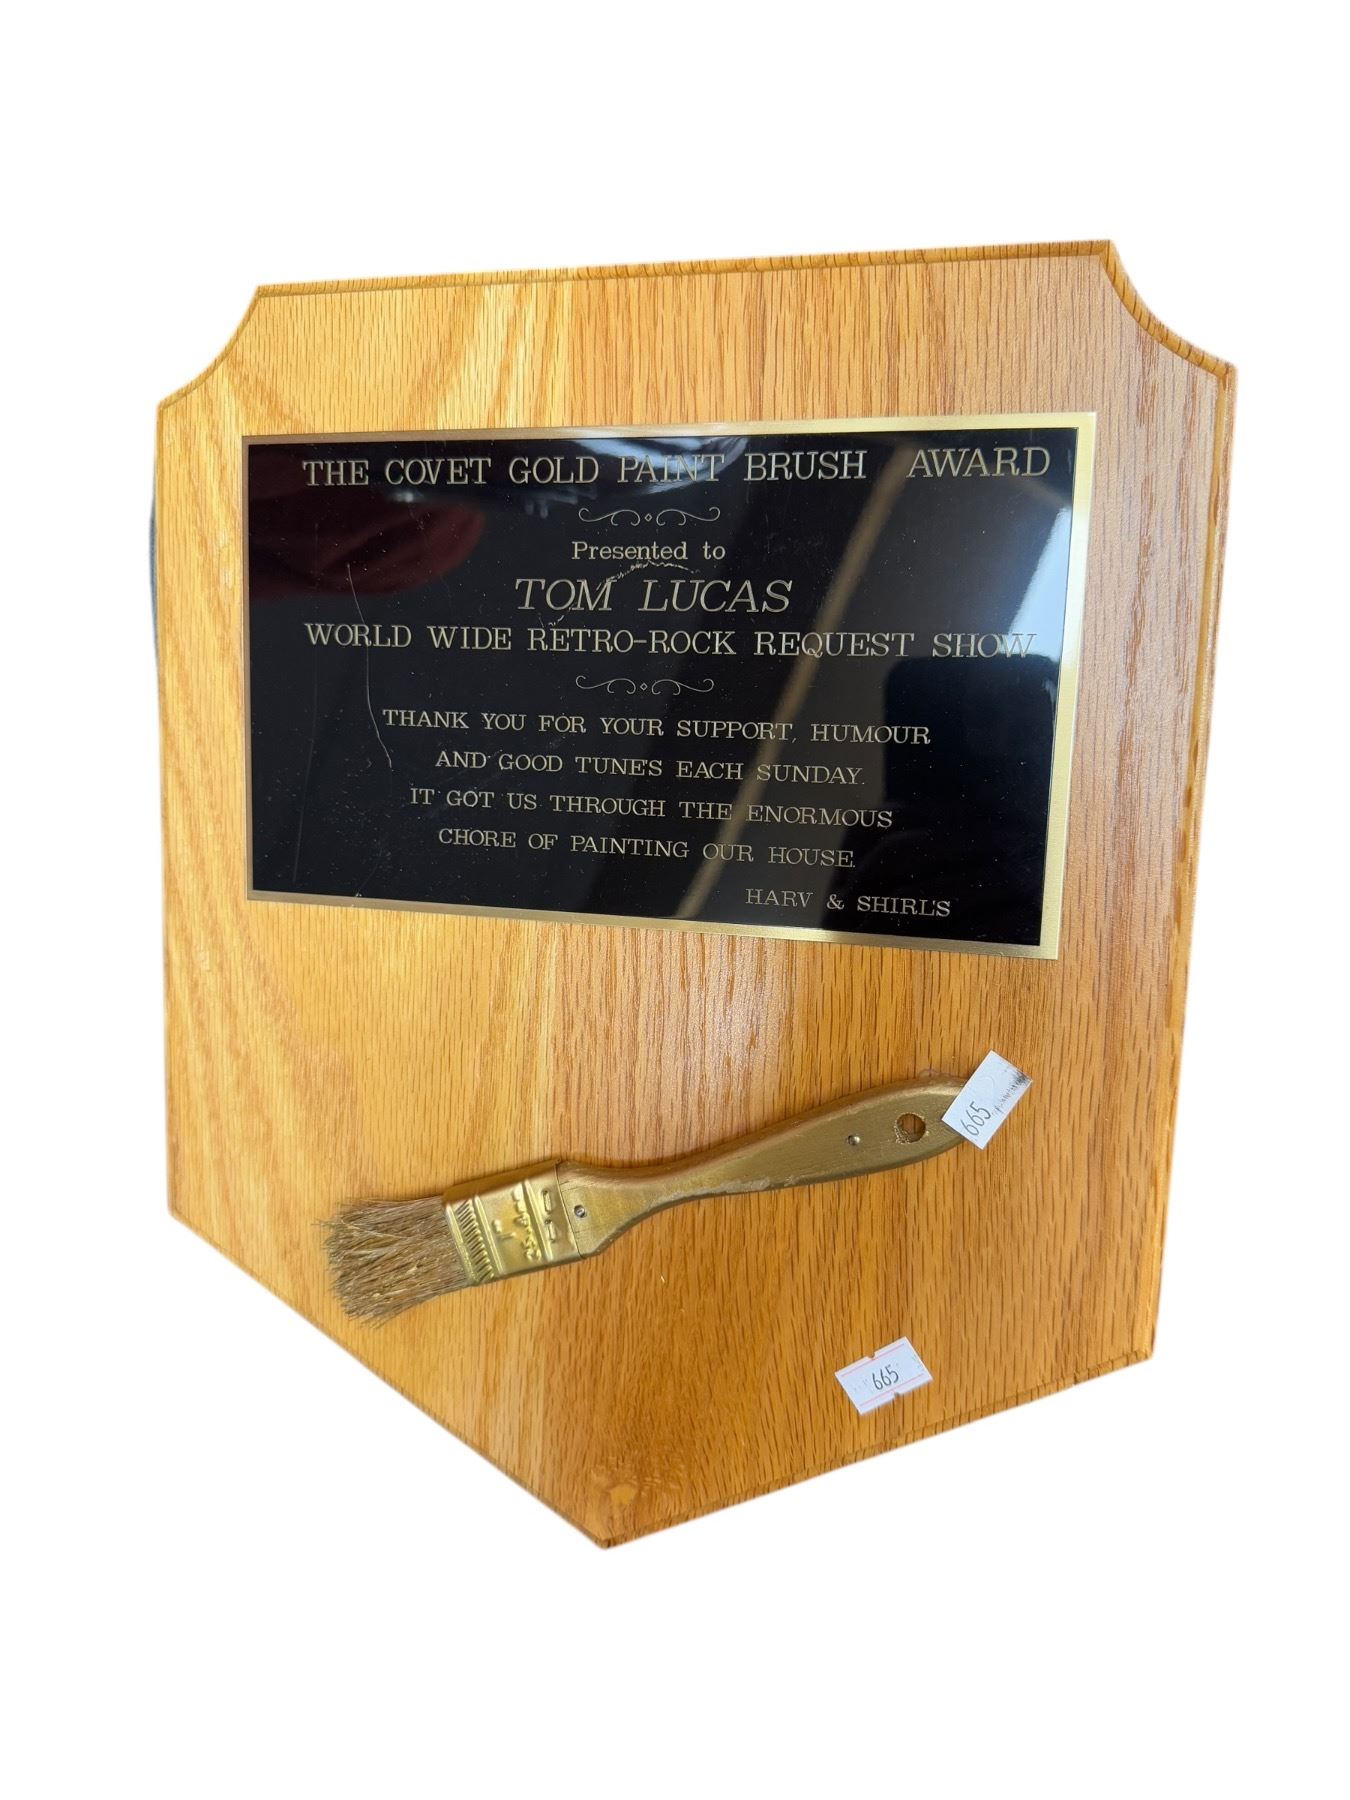 THE COVET GOLD PAINT BRUSH AWARD
Presented to
TOM LUCAS
WORLD WIDE RETRO-ROCK REQUEST SHOW
THANK YOU FOR YOUR SUPPORT, HUMOUR
AND GOOD TUNE'S EACH SUNDAY.
IT GOT US THROUGH THE ENORMOUS
CHORE OF PAINTING OUR HOUSE.
HARV & SHIRL'S
665
1"
665